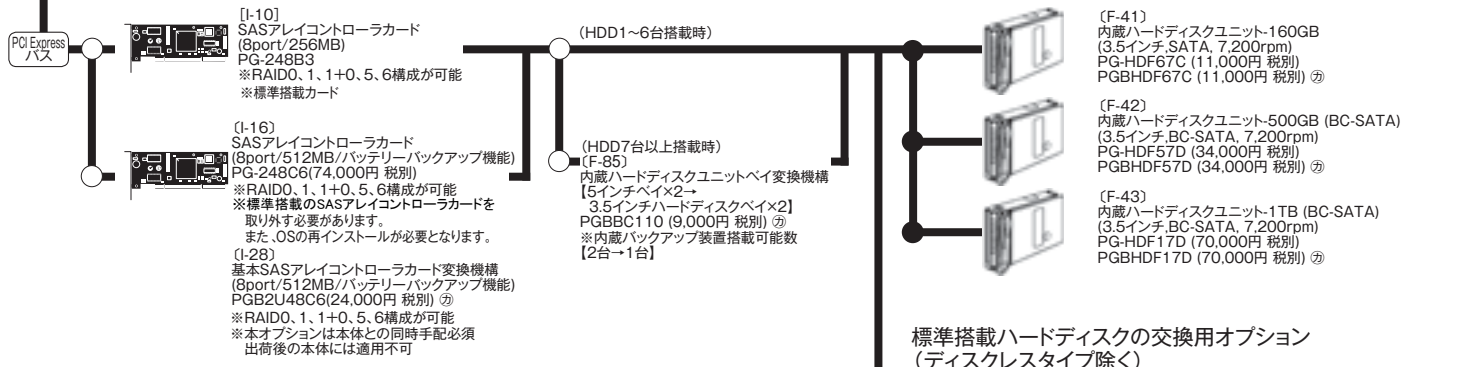 PCI Express
バス
[I-10]
SASアレイコントローラカード
(8port/256MB)
PG-248B3
※RAID0、1、1+0、5、6構成が可能
※標準搭載カード
〔I-16〕
SASアレイコントローラカード
(8port/512MB/バッテリーバックアップ機能)
PG-248C6(74,000円 税別)
※RAID0、1、1+0、5、6構成が可能
※標準搭載のSASアレイコントローラカードを
取り外す必要があります。
また、OSの再インストールが必要となります。
〔I-28〕
基本SASアレイコントローラカード変換機構
(8port/512MB/バッテリーバックアップ機能)
PGB2U48C6(24,000円 税別) ㋕
※RAID0、1、1+0、5、6構成が可能
※本オプションは本体との同時手配必須
出荷後の本体には適用不可
(HDD1~6台搭載時)
(HDD7台以上搭載時)
〔F-85〕
内蔵ハードディスクユニットベイ変換機構
【5インチベイ×2→
3.5インチハードディスクベイ×2】
PGBBC110 (9,000円 税別) ㋕
※内蔵バックアップ装置搭載可能数
【2台→1台】
〔F-41〕
内蔵ハードディスクユニット-160GB
(3.5インチ,SATA, 7,200rpm)
PG-HDF67C (11,000円 税別)
PGBHDF67C (11,000円 税別) ㋕
〔F-42〕
内蔵ハードディスクユニット-500GB (BC-SATA)
(3.5インチ,BC-SATA, 7,200rpm)
PG-HDF57D (34,000円 税別)
PGBHDF57D (34,000円 税別) ㋕
〔F-43〕
内蔵ハードディスクユニット-1TB (BC-SATA)
(3.5インチ,BC-SATA, 7,200rpm)
PG-HDF17D (70,000円 税別)
PGBHDF17D (70,000円 税別) ㋕
標準搭載ハードディスクの交換用オプション
(ディスクレスタイプ除く)